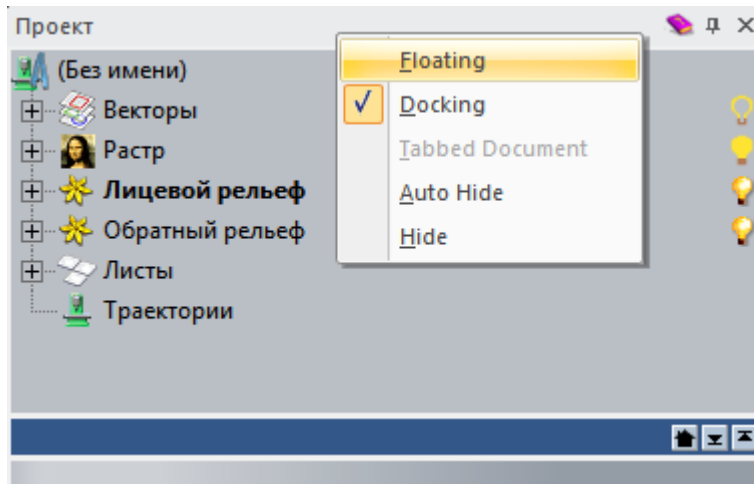 Проект
(Без имени)
Векторы
Растр
Лицевой рельеф
Обратный рельеф
Листы
Траектории
Floating
Docking
Tabbed Document
Auto Hide
Hide